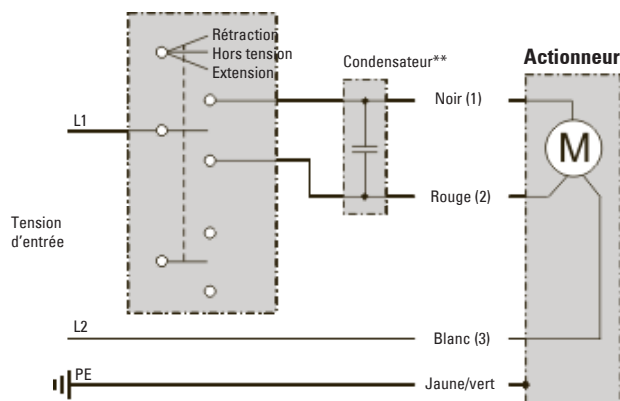 Rétraction
Hors tension
Extension
Condensateur**
Actionneur
L1
Noir (1)
M
Rouge (2)
Tension
d'entrée
L2
Blanc (3)
PE
Jaune/vert